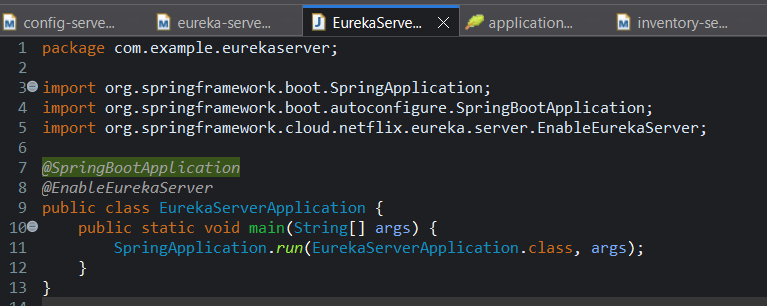 config-serve...
eureka-serve...
EurekaServe...
application...
inventory-se...
1 package com.example.eurekaserver;
2
3 import org.springframework.boot.SpringApplication;
4 import org.springframework.boot.autoconfigure.SpringBootApplication;
5 import org.springframework.cloud.netflix.eureka.server.EnableEurekaServer;
6
7 @SpringBootApplication
8 @EnableEurekaServer
9 public class EurekaServerApplication {
10     public static void main(String[] args) {
11         SpringApplication.run(EurekaServerApplication.class, args);
12     }
13 }
14